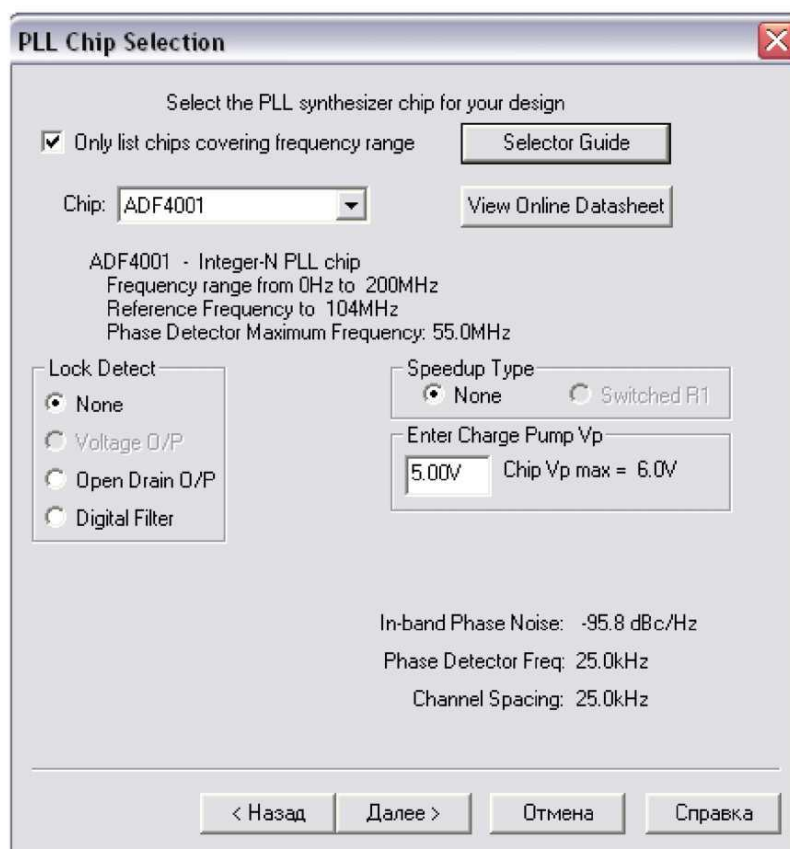 PLL Chip Selection
Select the PLL synthesizer chip for your design
Only list chips covering frequency range
Selector Guide
Chip: ADF4001
View Online Datasheet
ADF4001 - Integer-N PLL chip
Frequency range from 0Hz to 200MHz
Reference Frequency to 104MHz
Phase Detector Maximum Frequency: 55.0MHz
Lock Detect
None
Voltage O/P
Open Drain O/P
Digital Filter
Speedup Type
None
Switched R1
Enter Charge Pump Vp
5.00V
Chip Vp max = 6.0V
In-band Phase Noise: -95.8 dBc/Hz
Phase Detector Freq: 25.0kHz
Channel Spacing: 25.0kHz
< Назад
Далее >
Отмена
Справка